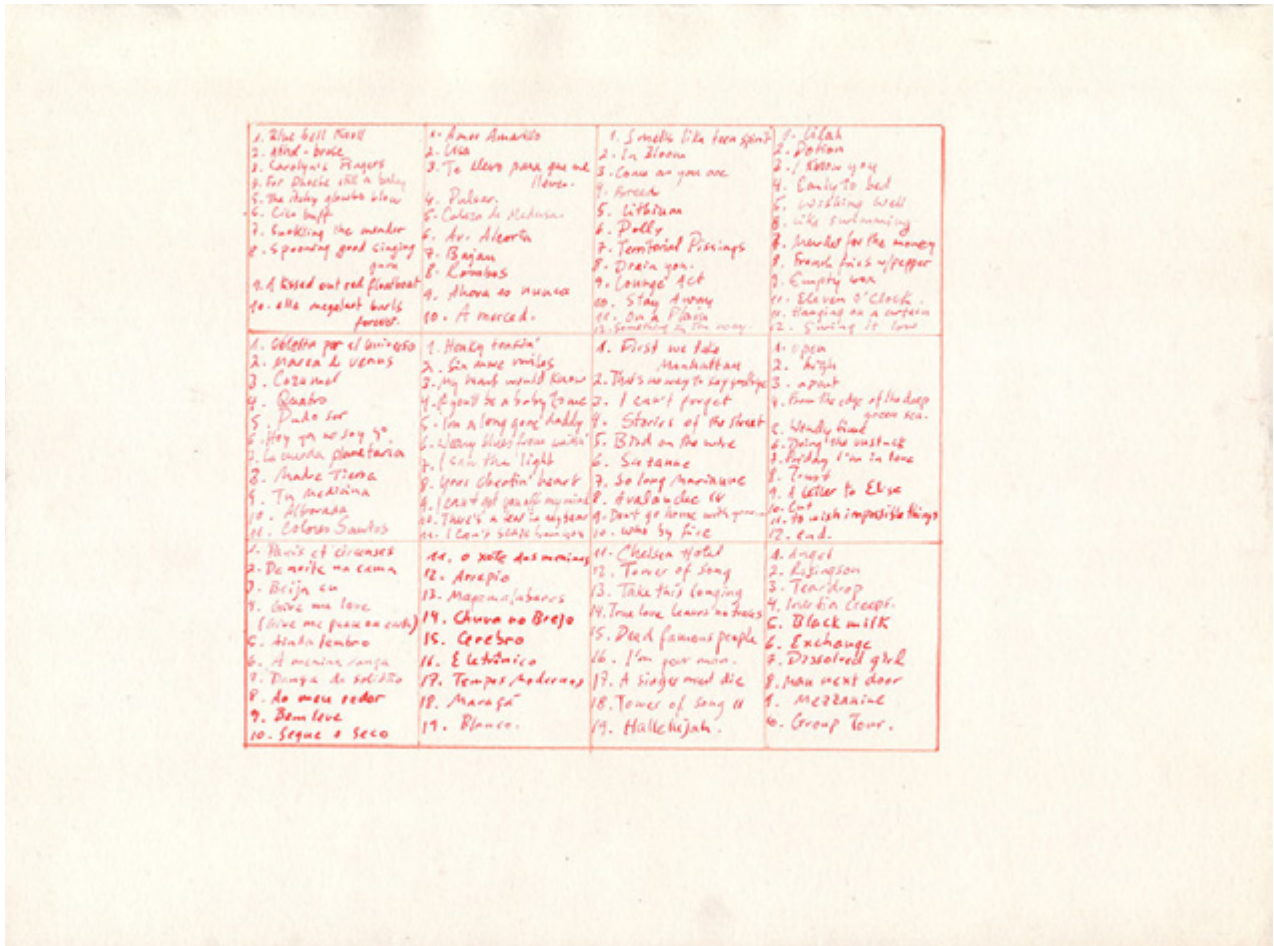 1. Blue bell Knoll
2. Athol-brose
3. Carolyn's Fingers
4. For Phoebe still a baby
5. The itchy glowbo blow
6. Cico buff
7. Suckling the mender
8. Spooning good singing
gum
9. A kissed out red floatboat
10. ella megalast burls
forever.
1. Amor Amarillo
2. Lisa
3. Te llevo para que me
lleves.
4. Pulsar.
5. Cabeza de Medusa.
6. Av. Alcorta
7. Bajan
8. Rombos
9. Ahora es nunca
10. A merced.
1. Smells like teen spirit
2. In Bloom
3. Come as you are
4. Breed
5. Lithium
6. Polly
7. Territorial Pissings
8. Drain you.
9. Lounge Act
10. Stay Away
11. On a Plain
12. Something in the way.
1. Lilah
2. Potion
3. I know you
4. Early to bed
5. Wishing well
6. Like swimming
7. Murder for the money
8. French fries w/pepper
9. Empty box
10. Eleven O'Clock.
11. Hanging on a curtain
12. Swing it low
1. Celesta por el universo
2. Marea de venus
3. Cozumel
4. Quatro
5. Pudo ser
6. Hey ya no soy yo.
7. La cuerda planetaria
8. Madre Tierra
9. Tu medicina
10. Alborada
11. Colores Santos
1. Honky tonkin'
2. Six more miles
3. My heart would know
4. If you'll be a baby to me
5. I'm a long gone daddy
6. Weary blues from waitin'
7. I saw the light
8. Your cheatin' heart
9. I can't get you off my mind
10. There's a tear in my beer
11. I can't
1. First we take
Manhattan
2. That's no way to say goodbye
3. I can't forget
4. Stories of the street
5. Bird on the wire
6. Suzanne
7. So long Marianne
8. Avalanche IV
9. Don't go home with your
10. who by fire
1. open
2. high
3. apart
4. From the edge of the deep
green sea.
5. Wendy time
6. Doing the unstuck
7. Friday I'm in love
8. Trust
9. A letter to Elise
10. Cut
11. to wish impossible things
12. end.
1. Panis et circenses
2. De noite na cama
3. Beija eu
4. Give me love
(Give me peace on earth)
5. Ainda lembro
6. A menina dança
7. Dança da solidão
8. Ao meu redor
9. Bem leve
10. Segue o Seco
11. o xote das meninas
12. Arrepio
13. Magamalabares
14. Chuva no Brejo
15. Cerebro
16. Eletrônico
17. Tempos Modernos
18. Maraçá
19. Blanco.
11. Chelsea Hotel
12. Tower of song
13. Take this longing
14. True love leaves no traces
15. Dead famous people
16. I'm your man.
17. A singer must die
18. Tower of song II
19. Hallelujah.
1. Angel
2. Risingson
3. Teardrop
4. Inertia Creeps.
5. Black milk
6. Exchange
7. Dissolved girl
8. Man next door
9. Mezzanine
10. Group Four.